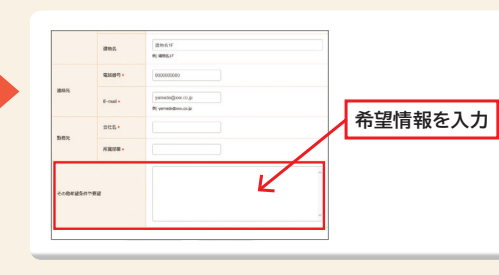 建物名
建物名1F
例) 建物名1F
電話番号*
0000000000
連絡先
E-mail*
yamada@xxx.co.jp
例) yamada@xxx.co.jp
会社名*
勤務先
所属部署*
その他希望条件や要望
希望情報を入力